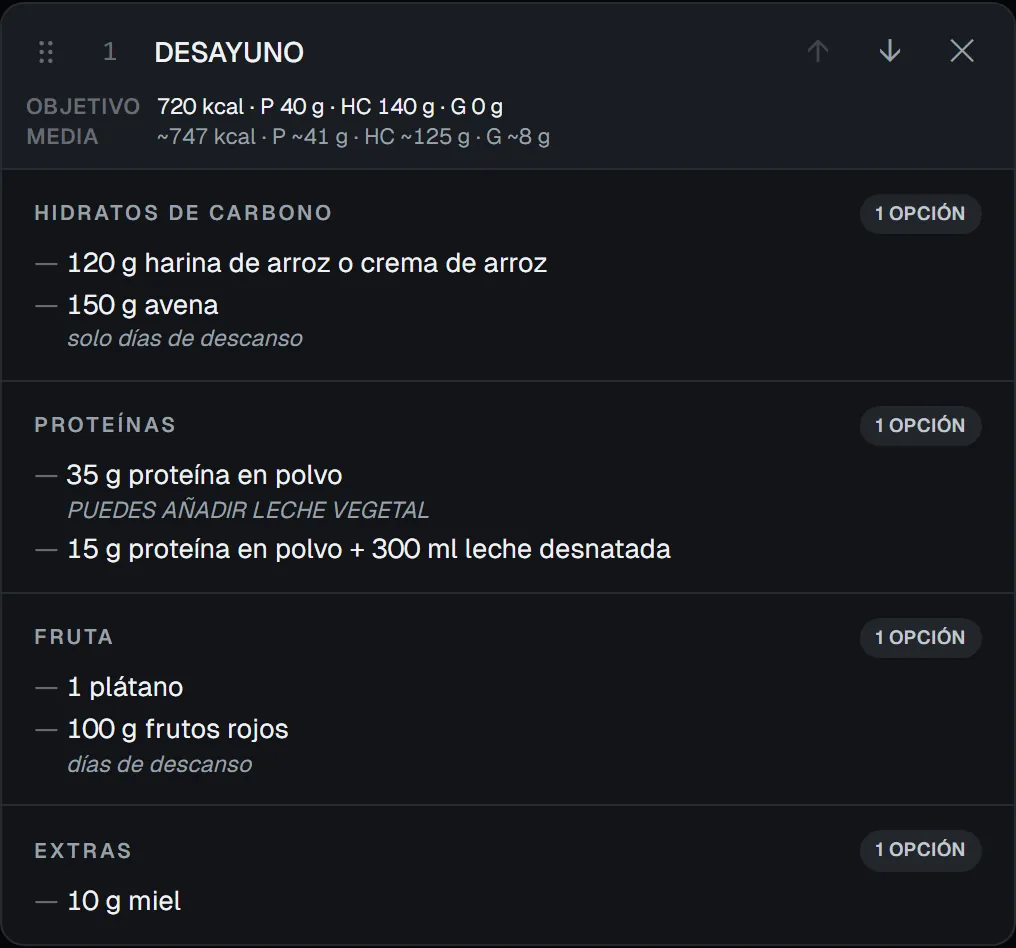 1 DESAYUNO
OBJETIVO 720 kcal · P 40 g · HC 140 g · G 0 g
MEDIA ~747 kcal · P ~41 g · HC ~125 g · G ~8 g
HIDRATOS DE CARBONO 1 OPCIÓN
— 120 g harina de arroz o crema de arroz
— 150 g avena
solo días de descanso
PROTEÍNAS 1 OPCIÓN
— 35 g proteína en polvo
PUEDES AÑADIR LECHE VEGETAL
— 15 g proteína en polvo + 300 ml leche desnatada
FRUTA 1 OPCIÓN
— 1 plátano
— 100 g frutos rojos
días de descanso
EXTRAS 1 OPCIÓN
— 10 g miel